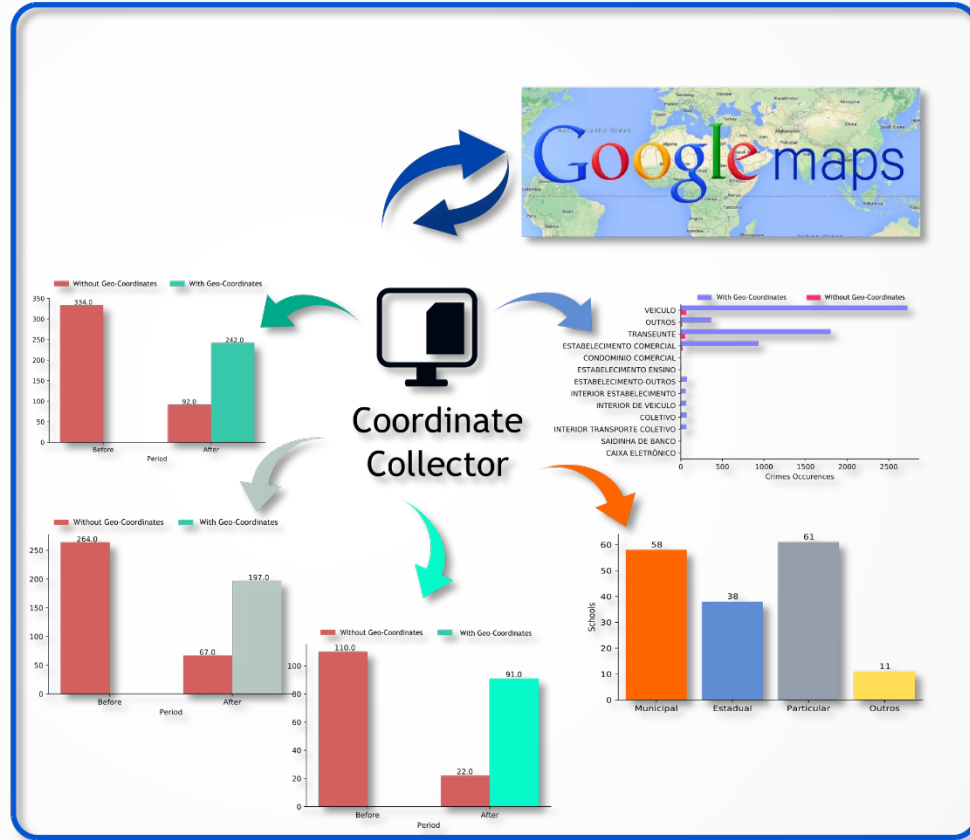 Google maps
North Atlantic Ocean
Without Geo-Coordinates With Geo-Coordinates
350
300
250
200
150
100
50
0
334.0
92.0
242.0
Before After
Period
Coordinate
Collector
With Geo-Coordinates Without Geo-Coordinates
VEICULO
OUTROS
TRANSEUNTE
ESTABELECIMENTO COMERCIAL
CONDOMINIO COMERCIAL
ESTABELECIMENTO ENSINO
ESTABELECIMENTO-OUTROS
INTERIOR ESTABELECIMENTO
INTERIOR DE VEICULO
COLETIVO
INTERIOR TRANSPORTE COLETIVO
SAIDINHA DE BANCO
CAIXA ELETRÔNICO
0 500 1000 1500 2000 2500
Crimes Occurences
Without Geo-Coordinates With Geo-Coordinates
250
200
150
100
50
0
264.0
67.0
197.0
Before After
Period
Without Geo-Coordinates With Geo-Coordinates
100
80
60
40
20
0
110.0
22.0
91.0
Before After
Period
Schools
60
50
40
30
20
10
0
58
38
61
11
Municipal Estadual Particular Outros